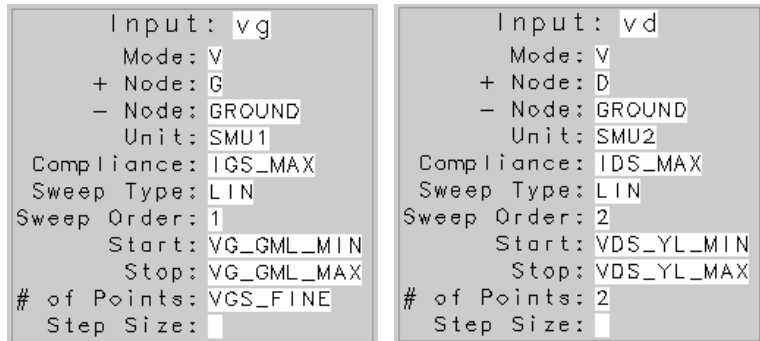 Input: vg
Mode: V
+ Node: G
- Node: GROUND
Unit: SMU1
Compliance: IGS_MAX
Sweep Type: LIN
Sweep Order: 1
Start: VG_GML_MIN
Stop: VG_GML_MAX
# of Points: VGS_FINE
Step Size:
Input: vd
Mode: V
+ Node: D
- Node: GROUND
Unit: SMU2
Compliance: IDS_MAX
Sweep Type: LIN
Sweep Order: 2
Start: VDS_YL_MIN
Stop: VDS_YL_MAX
# of Points: 2
Step Size: